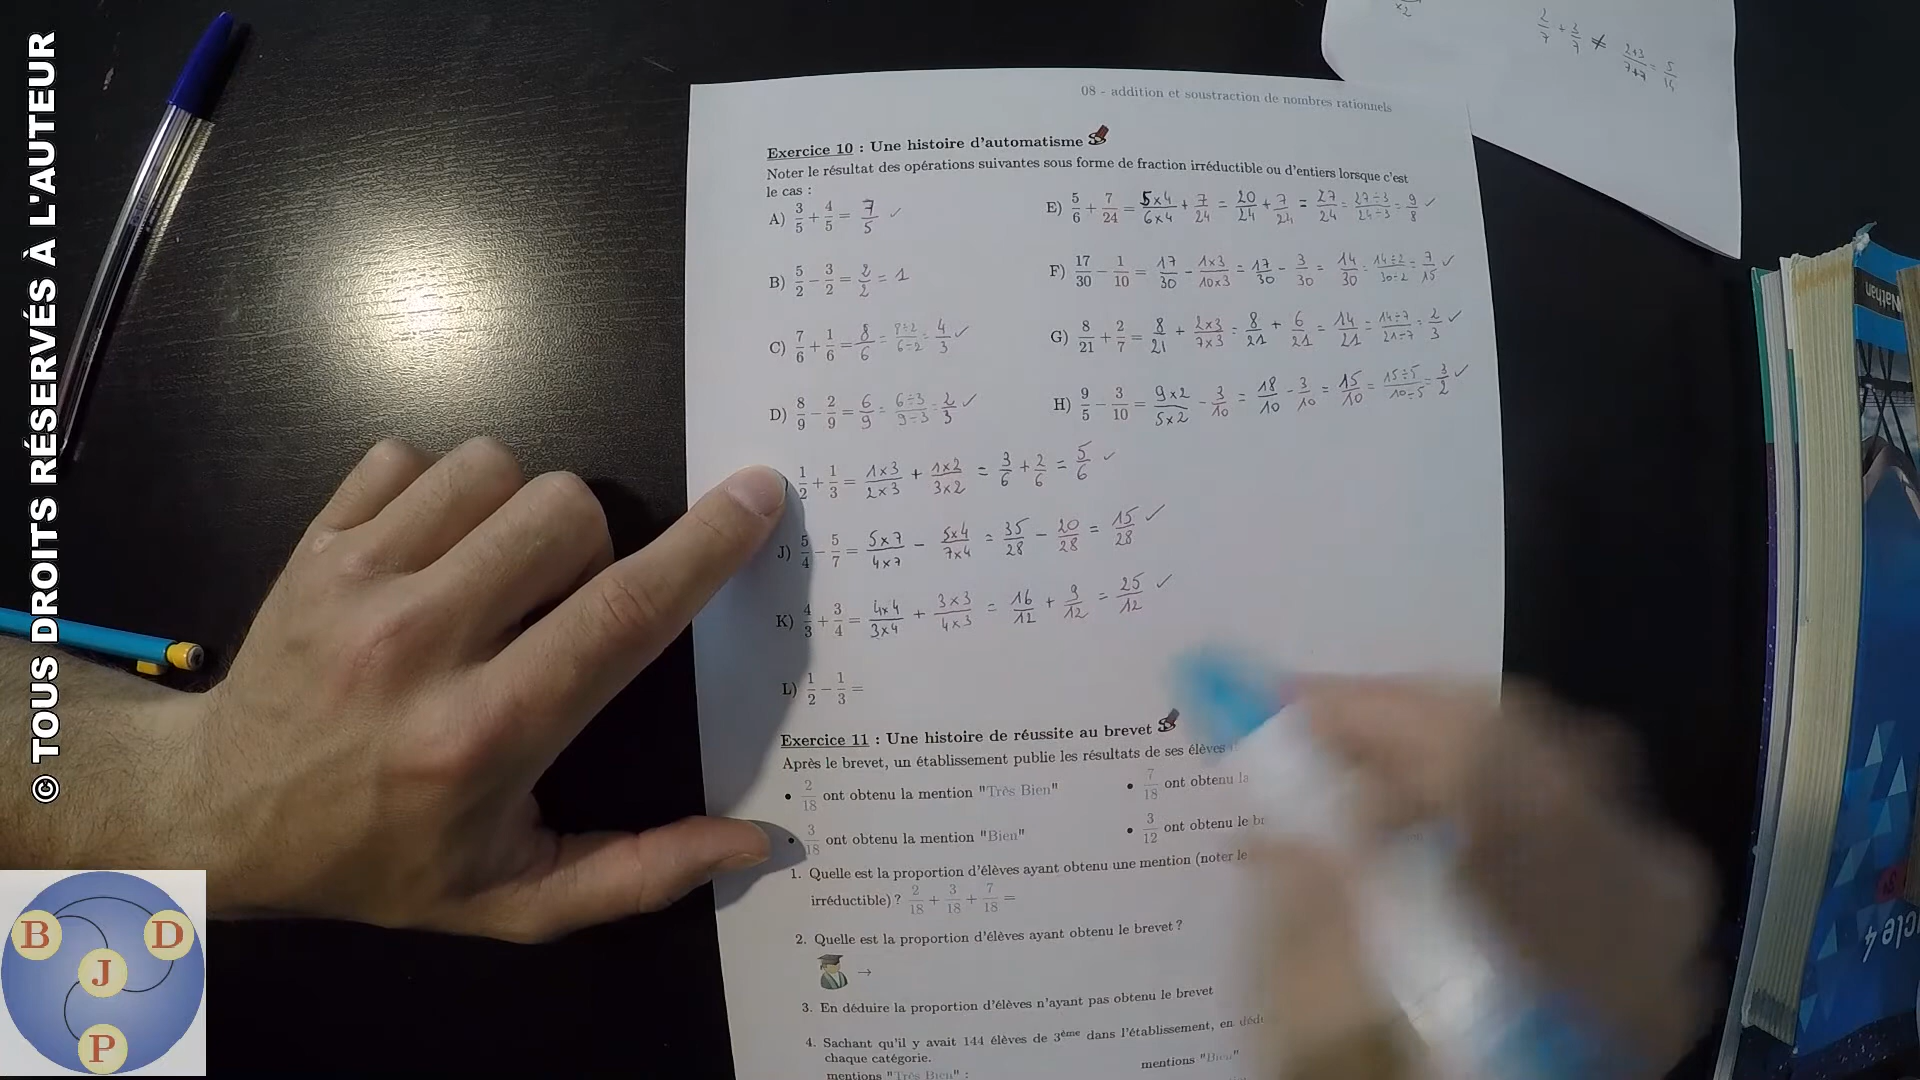 © TOUS DROITS RÉSERVÉS À L'AUTEUR
×2
2/7 + 3/7 ≠ 2+3/7+7 = 5/14
08 - addition et soustraction de nombres rationnels
Exercice 10 : Une histoire d'automatisme
Noter le résultat des opérations suivantes sous forme de fraction irréductible ou d'entiers lorsque c'est
le cas :
A) 3/5 + 4/5 = 7/5 ✓
B) 5/2 − 3/2 = 2/2 = 1
C) 7/6 + 1/6 = 8/6 = 8÷2/6÷2 = 4/3 ✓
D) 8/9 − 2/9 = 6/9 = 6÷3/9÷3 = 2/3 ✓
E) 5/6 + 7/24 = 5×4/6×4 + 7/24 = 20/24 + 7/24 = 27/24 = 27÷3/24÷3 = 9/8 ✓
F) 17/30 − 1/10 = 17/30 − 1×3/10×3 = 17/30 − 3/30 = 14/30 = 14÷2/30÷2 = 7/15 ✓
G) 8/21 + 2/7 = 8/21 + 2×3/7×3 = 8/21 + 6/21 = 14/21 = 14÷7/21÷7 = 2/3 ✓
H) 9/5 − 3/10 = 9×2/5×2 − 3/10 = 18/10 − 3/10 = 15/10 = 15÷5/10÷5 = 3/2 ✓
1/2 + 1/3 = 1×3/2×3 + 1×2/3×2 = 3/6 + 2/6 = 5/6 ✓
J) 5/4 − 5/7 = 5×7/4×7 − 5×4/7×4 = 35/28 − 20/28 = 15/28 ✓
K) 4/3 + 3/4 = 4×4/3×4 + 3×3/4×3 = 16/12 + 9/12 = 25/12 ✓
L) 1/2 − 1/3 =
Exercice 11 : Une histoire de réussite au brevet
Après le brevet, un établissement publie les résultats de ses élèves
• 2/18 ont obtenu la mention "Très Bien"
• 3/18 ont obtenu la mention "Bien"
• 7/18 ont obtenu la
• 3/12 ont obtenu le
1. Quelle est la proportion d'élèves ayant obtenu une mention (noter le
irréductible) ? 2/18 + 3/18 + 7/18 =
2. Quelle est la proportion d'élèves ayant obtenu le brevet ?
→
3. En déduire la proportion d'élèves n'ayant pas obtenu le brevet
4. Sachant qu'il y avait 144 élèves de 3ème dans l'établissement, en
chaque catégorie.
mentions "Très Bien" :
mentions "Bien"
Nathan
cle 4
B
D
J
P